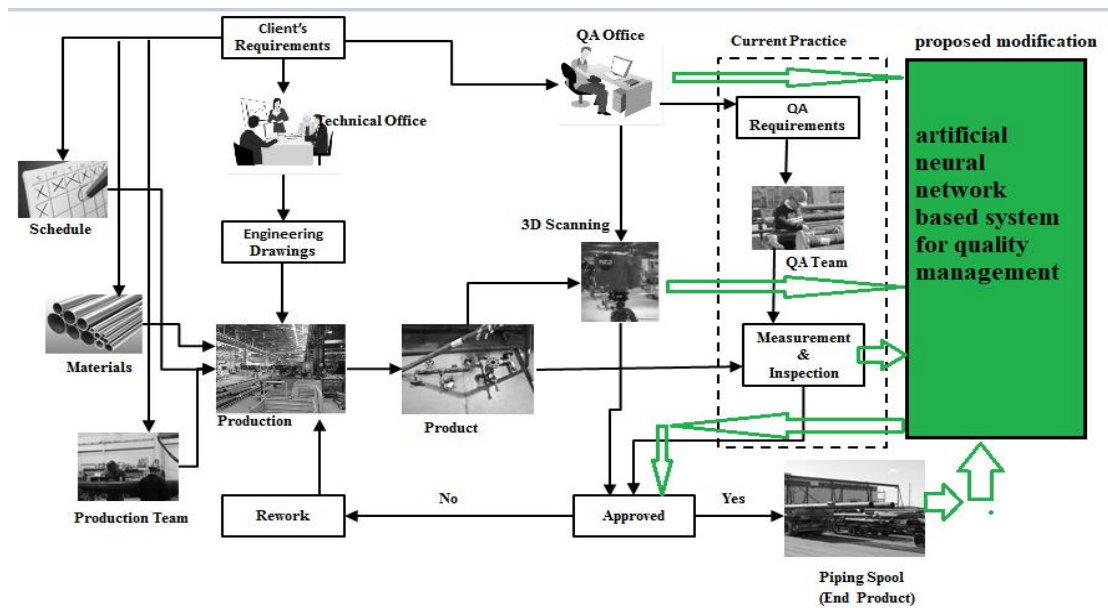 Client's
Requirements
QA Office
Current Practice
proposed modification
Technical Office
QA
Requirements
artificial
neural
network
based system
for quality
management
Schedule
Engineering
Drawings
3D Scanning
QA Team
Materials
Production
Product
Measurement
&
Inspection
Production Team
Rework
No
Approved
Yes
Piping Spool
(End Product)